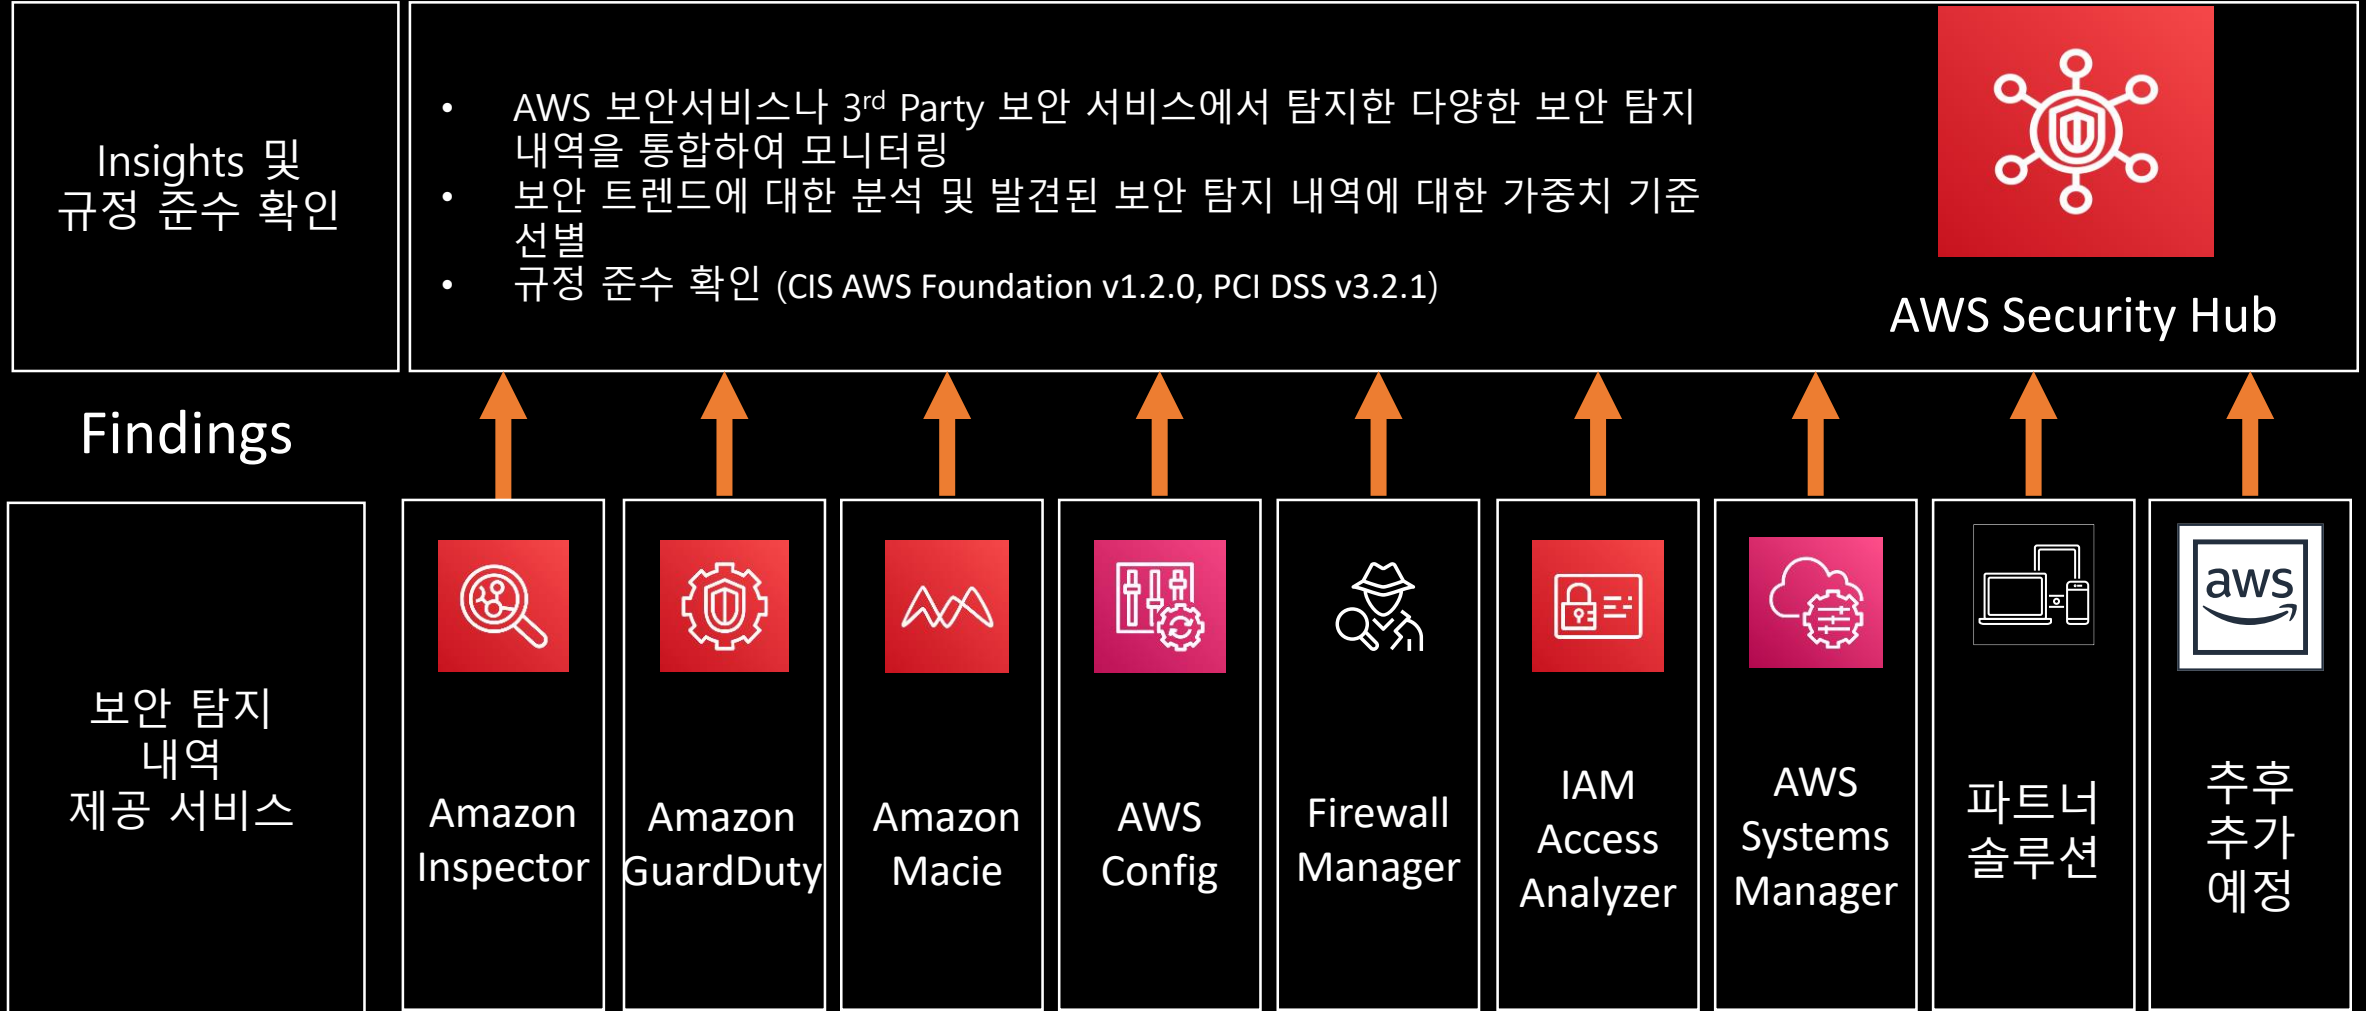 Insights 및
규정 준수 확인
• AWS 보안서비스나 3rd Party 보안 서비스에서 탐지한 다양한 보안 탐지
내역을 통합하여 모니터링
• 보안 트렌드에 대한 분석 및 발견된 보안 탐지 내역에 대한 가중치 기준
선별
• 규정 준수 확인 (CIS AWS Foundation v1.2.0, PCI DSS v3.2.1)
AWS Security Hub
Findings
보안 탐지
내역
제공 서비스
Amazon
Inspector
Amazon
GuardDuty
Amazon
Macie
AWS
Config
Firewall
Manager
IAM
Access
Analyzer
AWS
Systems
Manager
파트너
솔루션
aws
추후
추가
예정